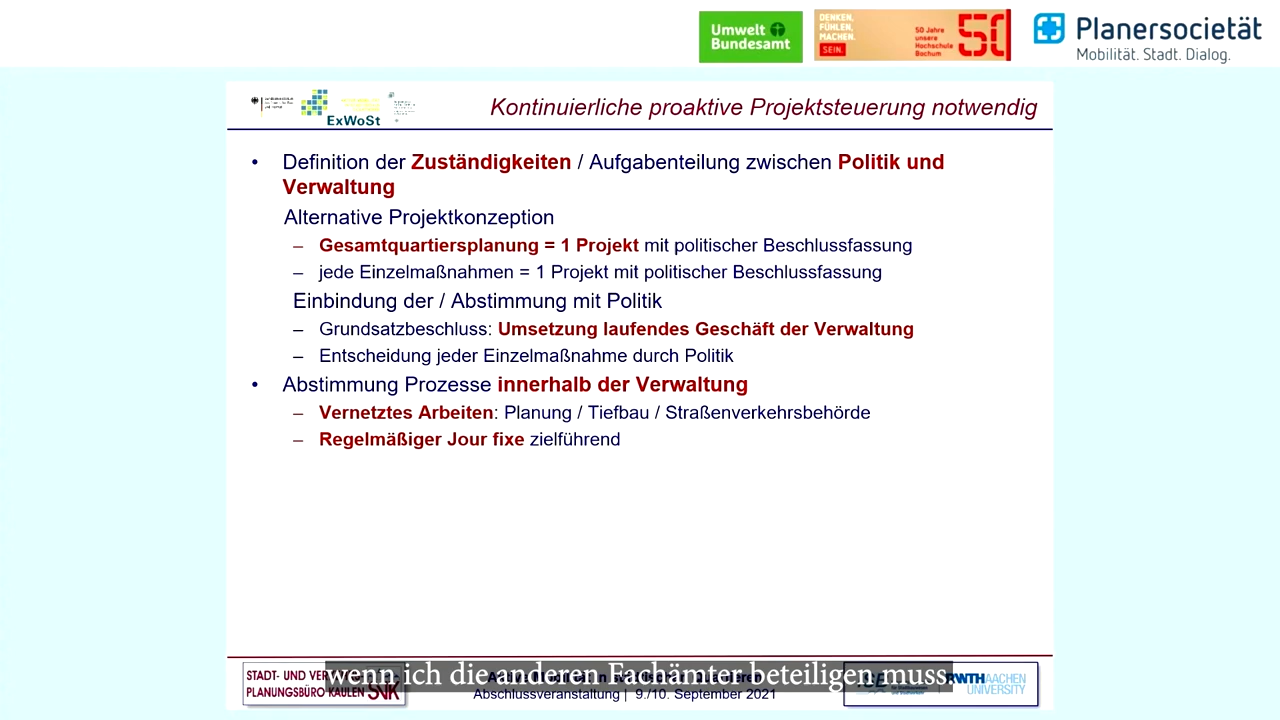 Umwelt
Bundesamt
DENKEN,
FÜHLEN,
MACHEN.
SEIN.
50 Jahre
unsere
Hochschule
Bochum
50
Planersocietät
Mobilität. Stadt. Dialog.
ExWoSt
Kontinuierliche proaktive Projektsteuerung notwendig
• Definition der Zuständigkeiten / Aufgabenteilung zwischen Politik und
Verwaltung
Alternative Projektkonzeption
– Gesamtquartiersplanung = 1 Projekt mit politischer Beschlussfassung
– jede Einzelmaßnahmen = 1 Projekt mit politischer Beschlussfassung
Einbindung der / Abstimmung mit Politik
– Grundsatzbeschluss: Umsetzung laufendes Geschäft der Verwaltung
– Entscheidung jeder Einzelmaßnahme durch Politik
• Abstimmung Prozesse innerhalb der Verwaltung
– Vernetztes Arbeiten: Planung / Tiefbau / Straßenverkehrsbehörde
– Regelmäßiger Jour fixe zielführend
wenn ich die anderen Fachämter beteiligen muss.
STADT- UND
PLANUNGSBÜRO KAULEN SVK
Abschlussveranstaltung | 9./10. September 2021
RWTH AACHEN
UNIVERSITY